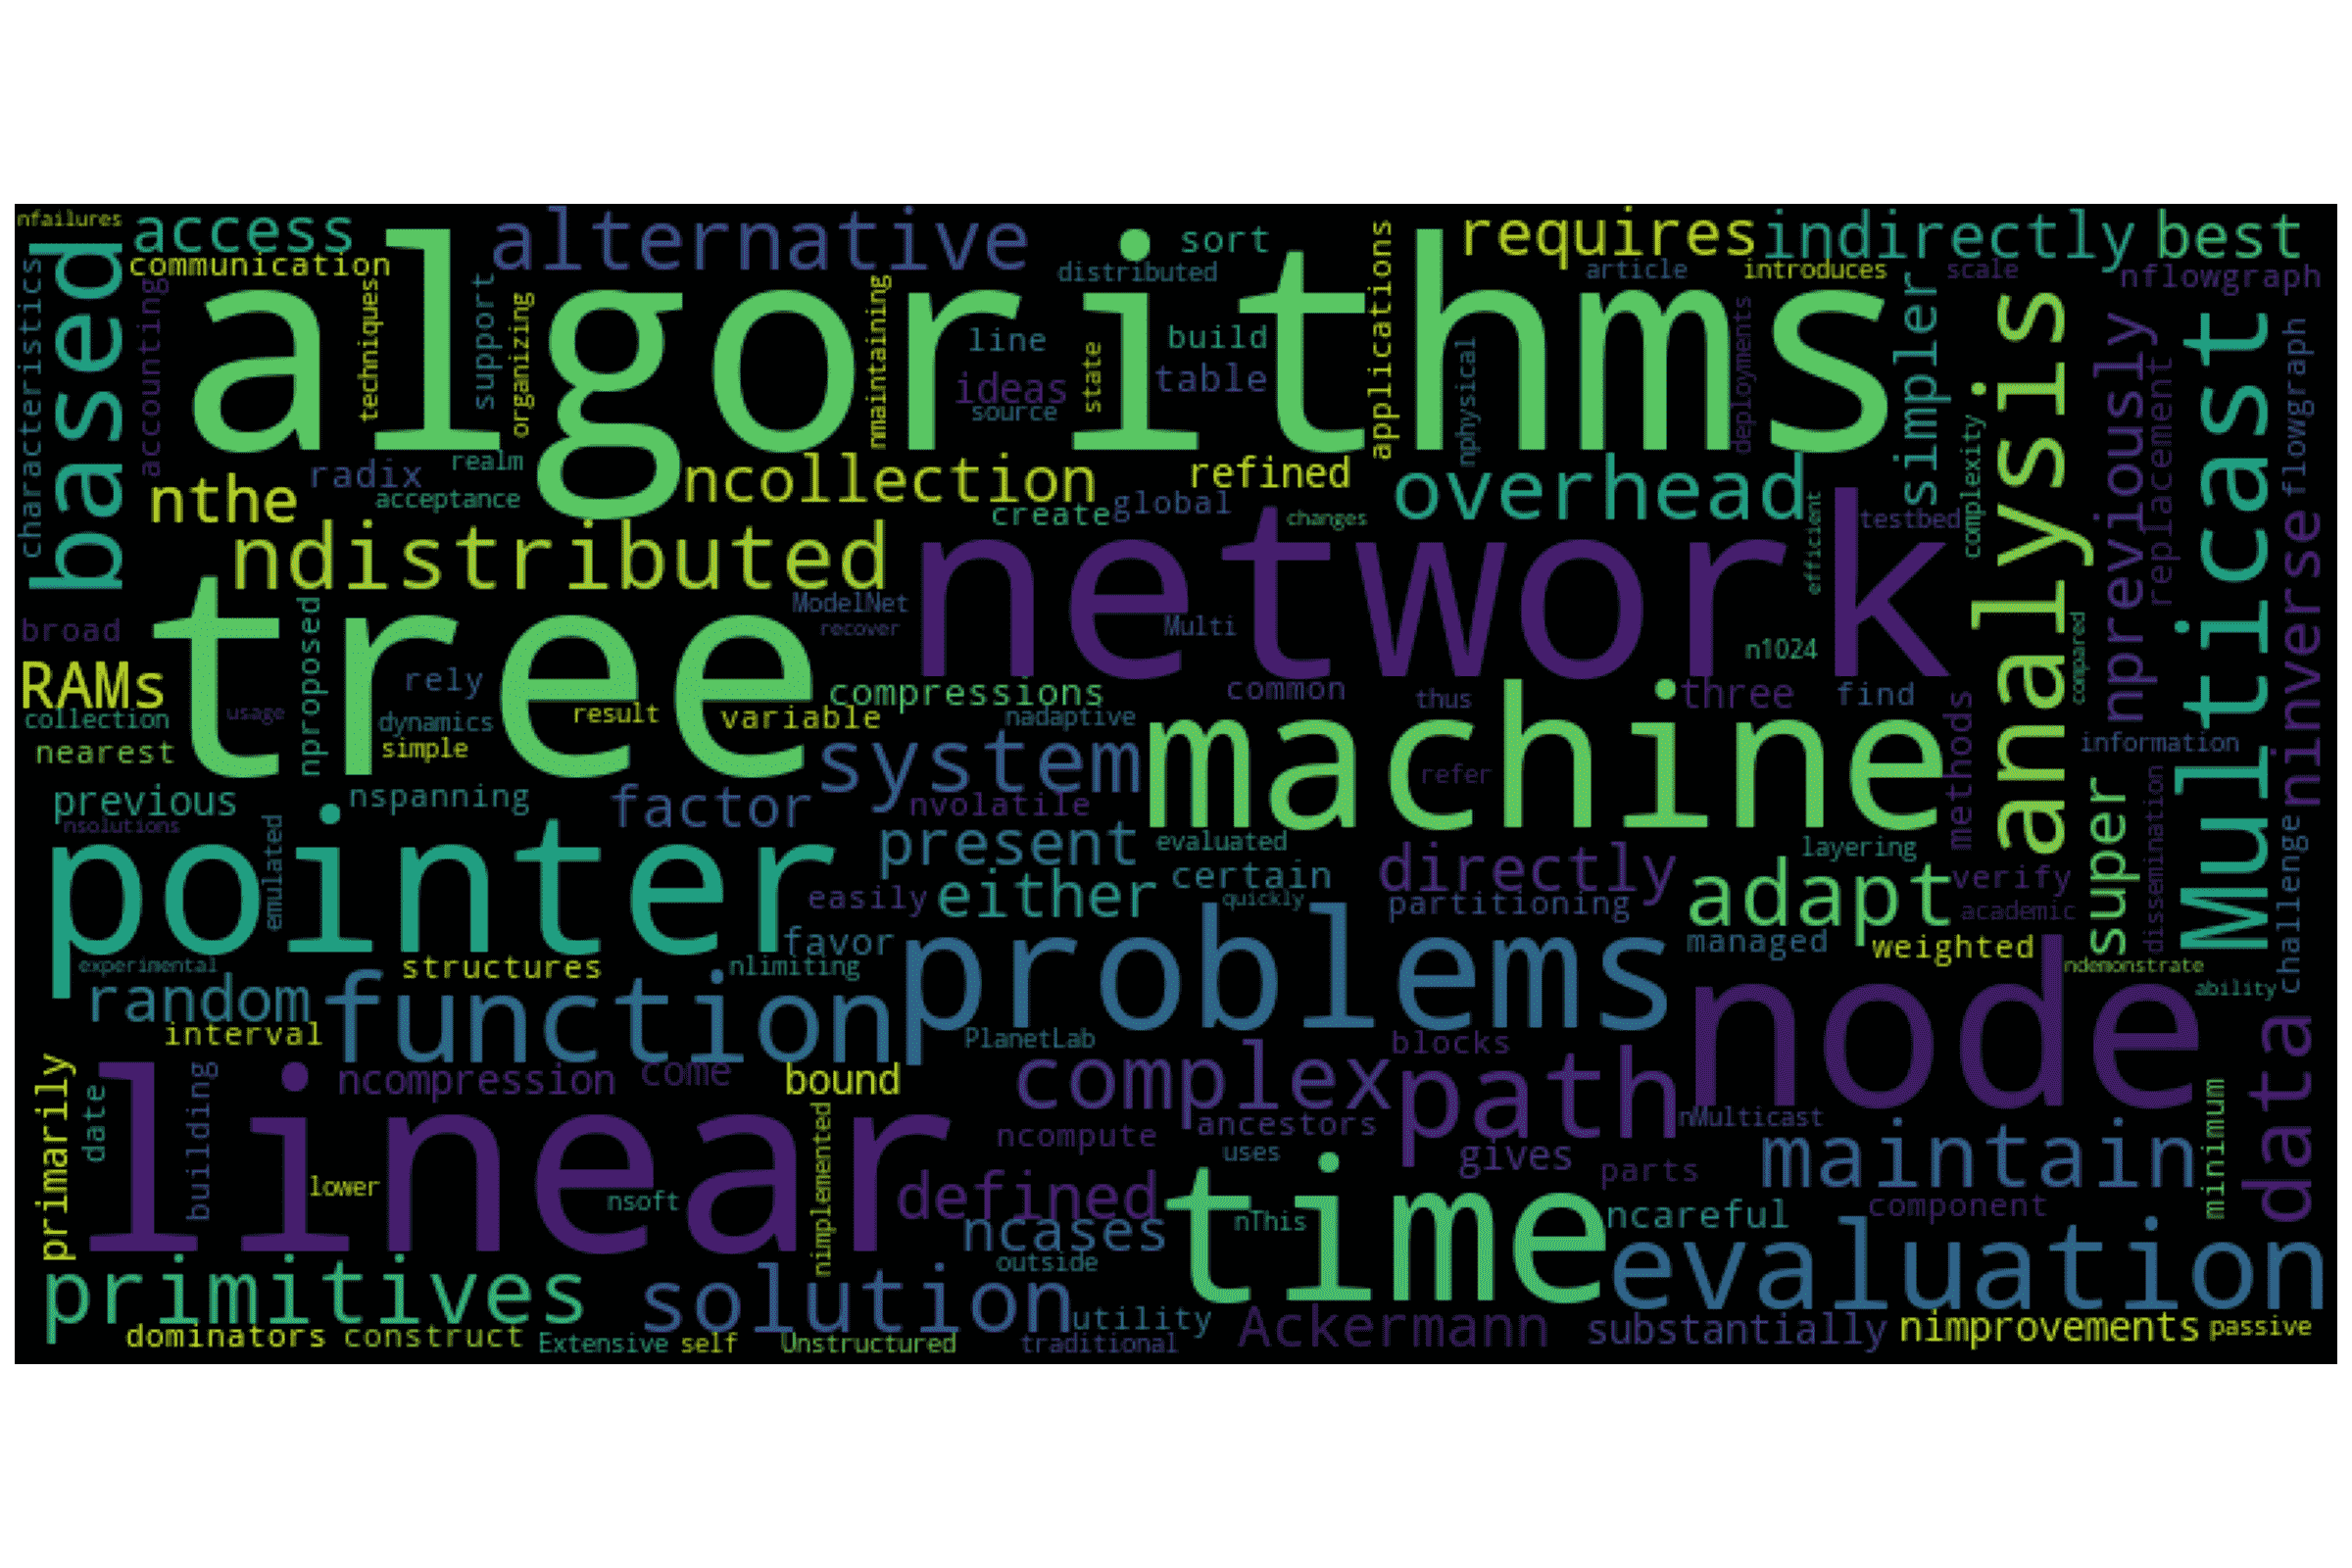 nfailures
access
alternative
sort
requires
indirectly
best
communication
distributed
article
introduces
scale
nflowgraph
based
characteristics
accounting
techniques
support
organizing
algorithms
nmaintaining
line
ideas
source
state
build
table
applications
nphysical
deployments
simpler
analysis
npreviously
replacement
Multicast
flowgraph
radix
realm
acceptance
ncollection
refined
overhead
nthe
create
global
changes
efficient
testbed
complexity
ninverse
ndistributed
network
tree
ModelNet
recover
Multi
n1024
compared
broad
nproposed
RAMs
rely
compressions
common
thus
three
find
collection
usage
dynamics
result
variable
nadaptive
nearest
simple
system
machine
refer
methods
information
previous
nspanning
factor
nvolatile
super
dissemination
nsolutions
emulated
pointer
present
evaluated
layering
challenge
easily
either
certain
quickly
directly
partitioning
adapt
verify
academic
experimental
structures
favor
nlimiting
problems
managed
weighted
ndemonstrate
ability
random
function
node
interval
PlanetLab
blocks
data
primarily
date
building
linear
ncompression
come
bound
complex
path
nMulticast
minimum
nimplemented
ncompute
ancestors
uses
gives
parts
maintain
lower
nsoft
defined
time
nThis
ncareful
component
ncases
outside
evaluation
primitives
solution
utility
Ackermann
substantially
nimprovements
passive
dominators
construct
Extensive
self
Unstructured
traditional